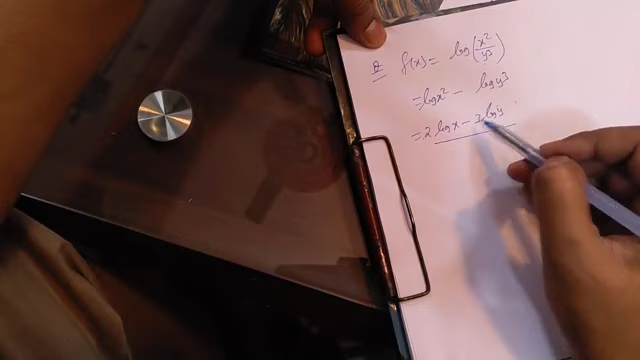 Q f(x) = log(x²/y³)
= log x² - log y³
= 2 log x - 3 log y